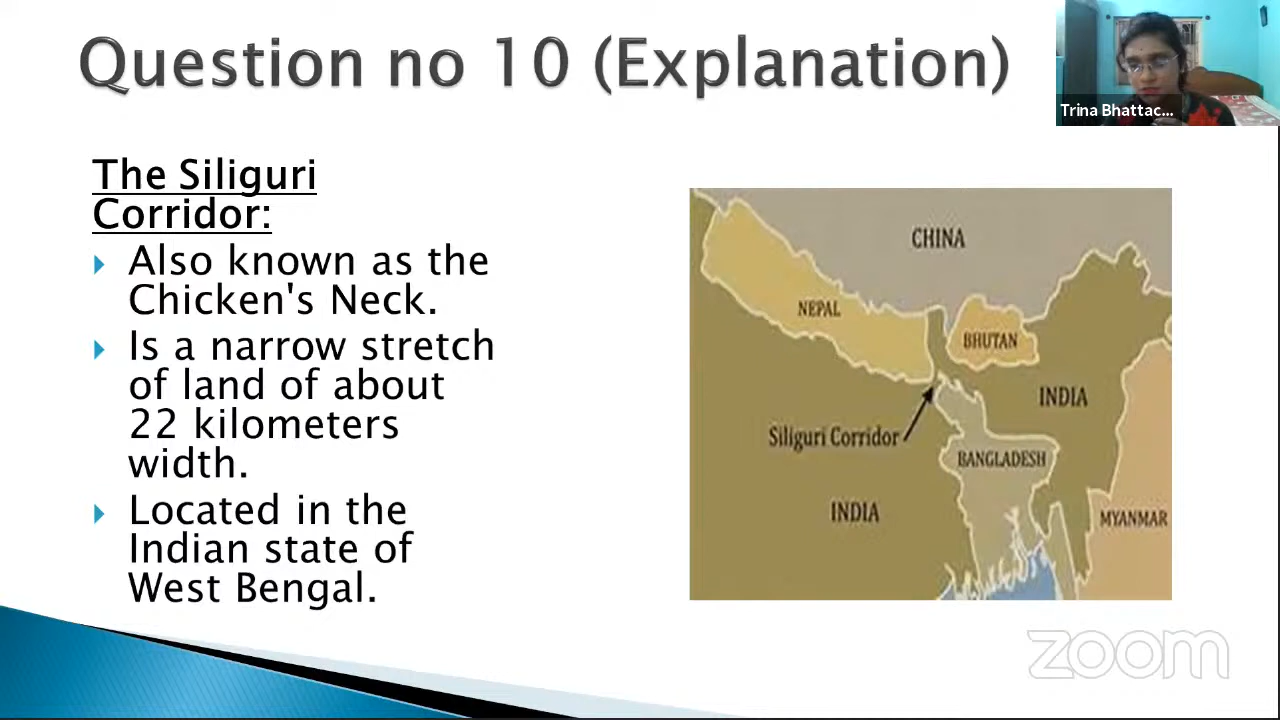 Question no 10 (Explanation)
Trina Bhattac...
The Siliguri
Corridor:
Also known as the
Chicken's Neck.
Is a narrow stretch
of land of about
22 kilometers
width.
Located in the
Indian state of
West Bengal.
CHINA
NEPAL
BHUTAN
INDIA
Siliguri Corridor
BANGLADESH
INDIA
MYANMAR
zoom